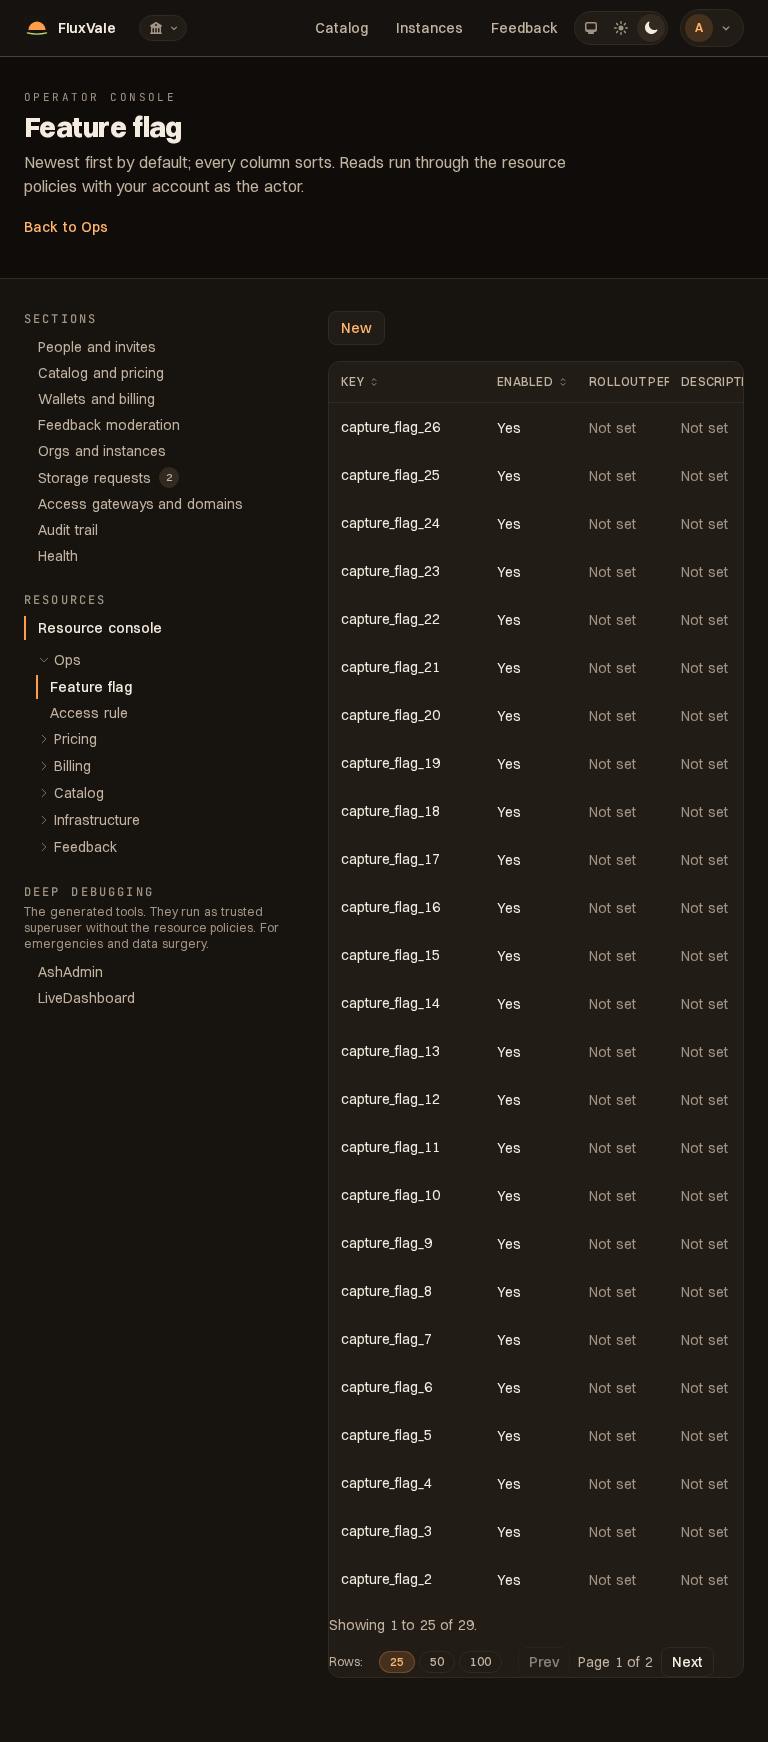 FluxVale
Catalog
Instances
Feedback
A
OPERATOR CONSOLE
Feature flag
Newest first by default; every column sorts. Reads run through the resource
policies with your account as the actor.
Back to Ops
SECTIONS
People and invites
Catalog and pricing
Wallets and billing
Feedback moderation
Orgs and instances
Storage requests 2
Access gateways and domains
Audit trail
Health
RESOURCES
Resource console
Ops
Feature flag
Access rule
Pricing
Billing
Catalog
Infrastructure
Feedback
DEEP DEBUGGING
The generated tools. They run as trusted
superuser without the resource policies. For
emergencies and data surgery.
AshAdmin
LiveDashboard
New
KEY ENABLED ROLLOUT PER DESCRIPTI
capture_flag_26 Yes Not set Not set
capture_flag_25 Yes Not set Not set
capture_flag_24 Yes Not set Not set
capture_flag_23 Yes Not set Not set
capture_flag_22 Yes Not set Not set
capture_flag_21 Yes Not set Not set
capture_flag_20 Yes Not set Not set
capture_flag_19 Yes Not set Not set
capture_flag_18 Yes Not set Not set
capture_flag_17 Yes Not set Not set
capture_flag_16 Yes Not set Not set
capture_flag_15 Yes Not set Not set
capture_flag_14 Yes Not set Not set
capture_flag_13 Yes Not set Not set
capture_flag_12 Yes Not set Not set
capture_flag_11 Yes Not set Not set
capture_flag_10 Yes Not set Not set
capture_flag_9 Yes Not set Not set
capture_flag_8 Yes Not set Not set
capture_flag_7 Yes Not set Not set
capture_flag_6 Yes Not set Not set
capture_flag_5 Yes Not set Not set
capture_flag_4 Yes Not set Not set
capture_flag_3 Yes Not set Not set
capture_flag_2 Yes Not set Not set
Showing 1 to 25 of 29.
Rows: 25 50 100 Prev Page 1 of 2 Next